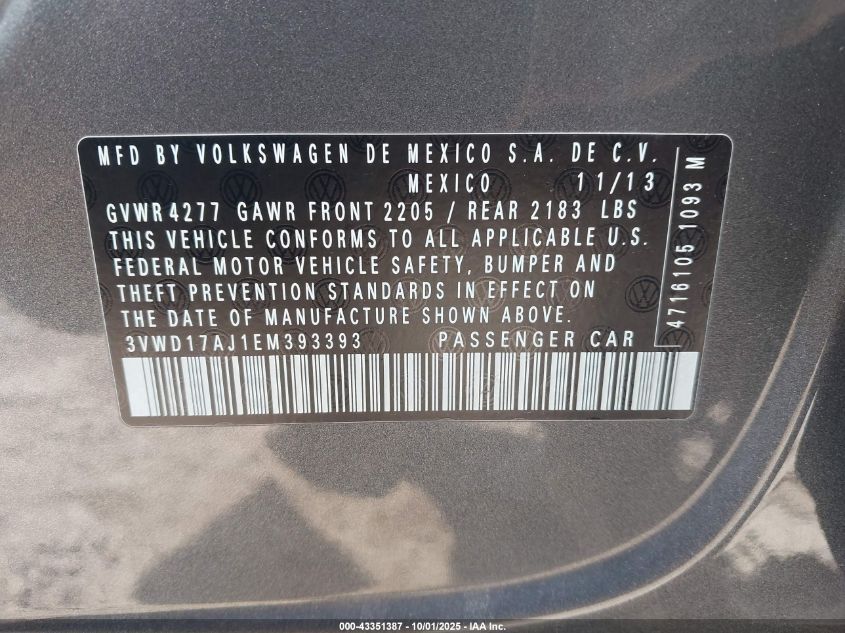 MFD BY VOLKSWAGEN DE MEXICO S.A. DE C.V.
MEXICO 11/13
GVWR 4277 GAWR FRONT 2205 / REAR 2183 LBS
THIS VEHICLE CONFORMS TO ALL APPLICABLE U.S.
FEDERAL MOTOR VEHICLE SAFETY, BUMPER AND
THEFT PREVENTION STANDARDS IN EFFECT ON
THE DATE OF MANUFACTURE SHOWN ABOVE.
3VWD17AJ1EM393393 PASSENGER CAR
4716105 1093 M
000-43351387 - 10/01/2025 - IAA Inc.